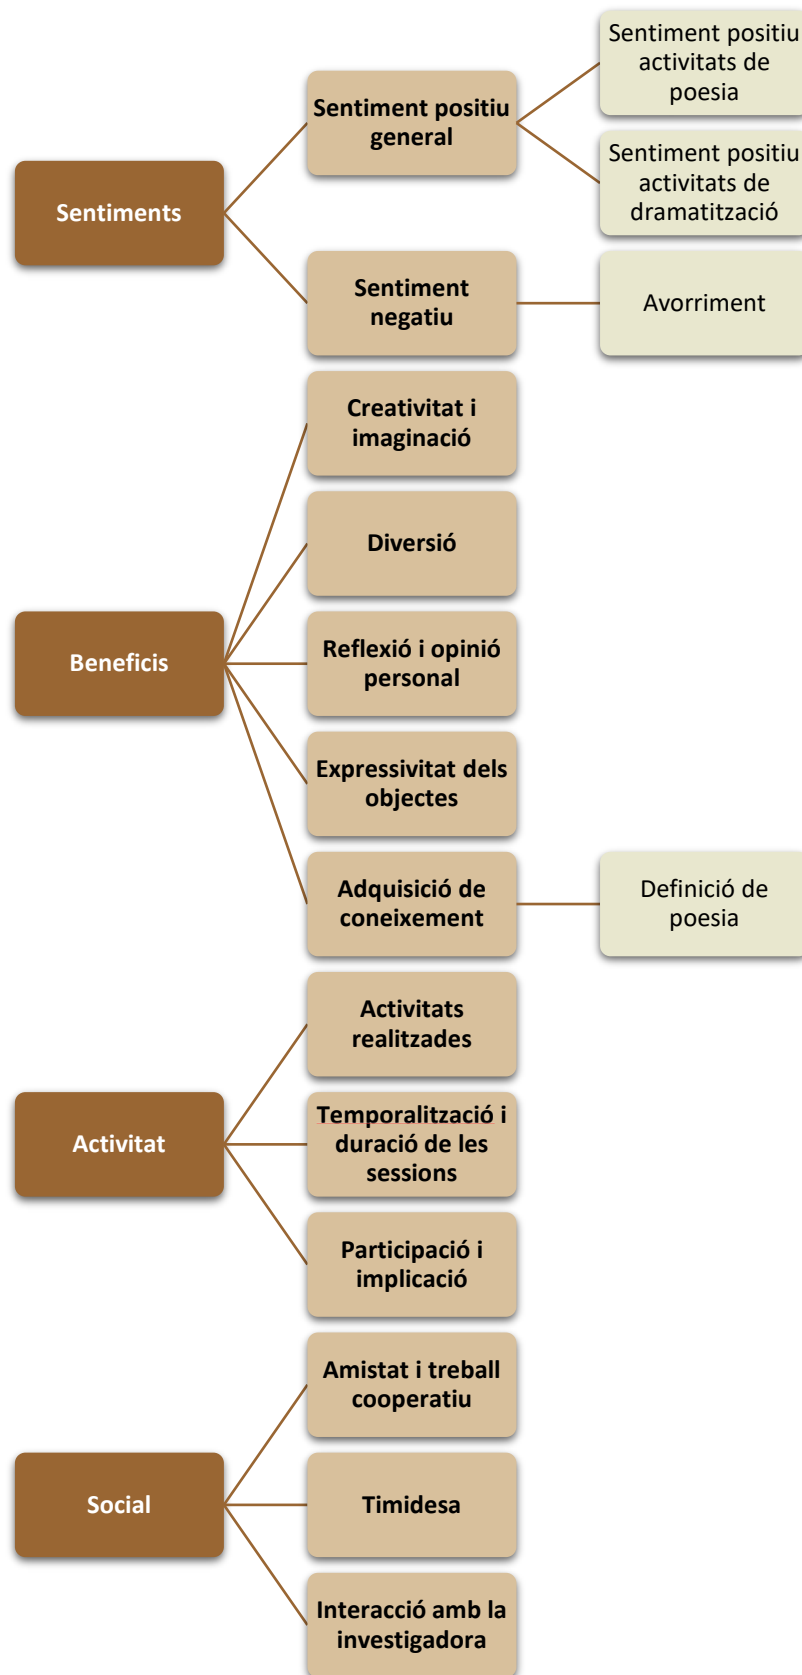 Sentiments
Sentiment positiu
general
Sentiment positiu
activitats de
poesia
Sentiment positiu
activitats de
dramatització
Sentiment
negatiu
Avorriment
Beneficis
Creativitat i
imaginació
Diversió
Reflexió i opinió
personal
Expressivitat dels
objectes
Adquisició de
coneixement
Definició de
poesia
Activitat
Activitats
realitzades
Temporalització i
duració de les
sessions
Participació i
implicació
Social
Amistat i treball
cooperatiu
Timidesa
Interacció amb la
investigadora